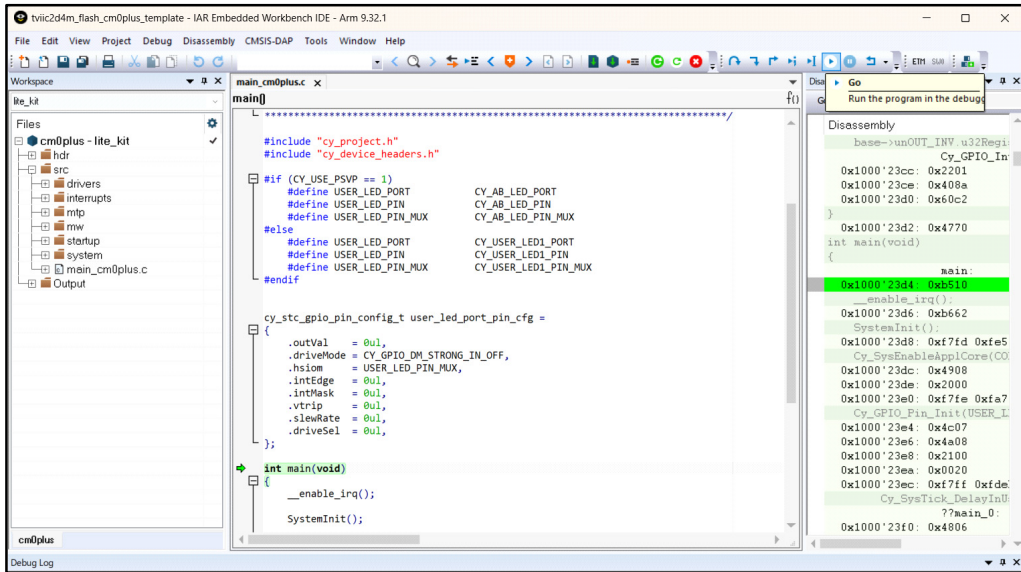 tviic2d4m_flash_cm0plus_template - IAR Embedded Workbench IDE - Arm 9.32.1
File Edit View Project Debug Disassembly CMSIS-DAP Tools Window Help
ETM SWO
Workspace
lite_kit
Files
cm0plus - lite_kit
hdr
src
drivers
interrupts
mtp
mw
startup
system
main_cm0plus.c
Output
cm0plus
main_cm0plus.c x
main()
f()
*******************************************************************************/
#include "cy_project.h"
#include "cy_device_headers.h"
#if (CY_USE_PSVP == 1)
#define USER_LED_PORT CY_AB_LED_PORT
#define USER_LED_PIN CY_AB_LED_PIN
#define USER_LED_PIN_MUX CY_AB_LED_PIN_MUX
#else
#define USER_LED_PORT CY_USER_LED1_PORT
#define USER_LED_PIN CY_USER_LED1_PIN
#define USER_LED_PIN_MUX CY_USER_LED1_PIN_MUX
#endif
cy_stc_gpio_pin_config_t user_led_port_pin_cfg =
{
.outVal = 0ul,
.driveMode = CY_GPIO_DM_STRONG_IN_OFF,
.hsiom = USER_LED_PIN_MUX,
.intEdge = 0ul,
.intMask = 0ul,
.vtrip = 0ul,
.slewRate = 0ul,
.driveSel = 0ul,
};
int main(void)
{
__enable_irq();
SystemInit();
Disa
Go
Run the program in the debugg
G
Disassembly
base->unOUT_INV.u32Regi
Cy_GPIO_In
0x1000'23cc: 0x2201
0x1000'23ce: 0x408a
0x1000'23d0: 0x60c2
}
0x1000'23d2: 0x4770
int main(void)
{
main:
0x1000'23d4: 0xb510
__enable_irq();
0x1000'23d6: 0xb662
SystemInit();
0x1000'23d8: 0xf7fd 0xfe5
Cy_SysEnableApplCore(CO
0x1000'23dc: 0x4908
0x1000'23de: 0x2000
0x1000'23e0: 0xf7fe 0xfa7
Cy_GPIO_Pin_Init(USER_L
0x1000'23e4: 0x4c07
0x1000'23e6: 0x4a08
0x1000'23e8: 0x2100
0x1000'23ea: 0x0020
0x1000'23ec: 0xf7ff 0xfde
Cy_SysTick_DelayInU
??main_0:
0x1000'23f0: 0x4806
Debug Log